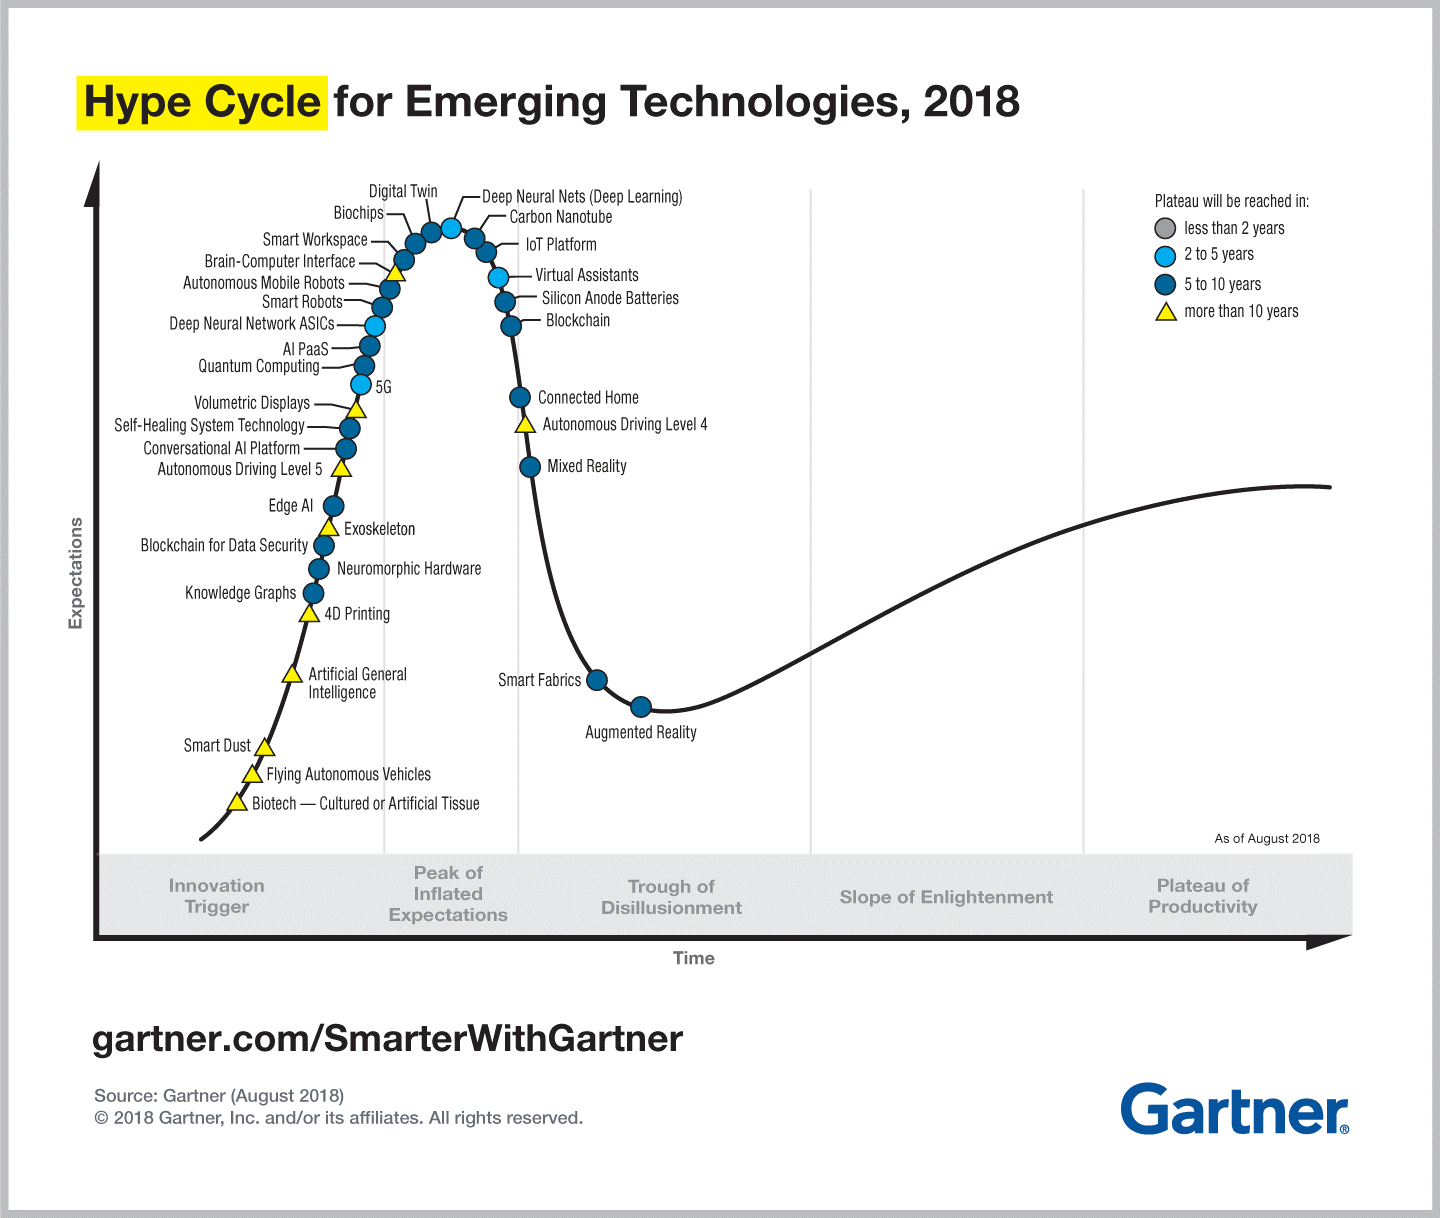 Hype Cycle for Emerging Technologies, 2018
Plateau will be reached in:
less than 2 years
2 to 5 years
5 to 10 years
more than 10 years
Expectations
Digital Twin
Biochips
Smart Workspace
Brain-Computer Interface
Autonomous Mobile Robots
Smart Robots
Deep Neural Network ASICs
AI PaaS
Quantum Computing
5G
Volumetric Displays
Self-Healing System Technology
Conversational AI Platform
Autonomous Driving Level 5
Edge AI
Exoskeleton
Blockchain for Data Security
Neuromorphic Hardware
Knowledge Graphs
4D Printing
Artificial General
Intelligence
Smart Dust
Flying Autonomous Vehicles
Biotech — Cultured or Artificial Tissue
Deep Neural Nets (Deep Learning)
Carbon Nanotube
IoT Platform
Virtual Assistants
Silicon Anode Batteries
Blockchain
Connected Home
Autonomous Driving Level 4
Mixed Reality
Smart Fabrics
Augmented Reality
As of August 2018
Innovation
Trigger
Peak of
Inflated
Expectations
Trough of
Disillusionment
Slope of Enlightenment
Plateau of
Productivity
Time
gartner.com/SmarterWithGartner
Source: Gartner (August 2018)
© 2018 Gartner, Inc. and/or its affiliates. All rights reserved.
Gartner®